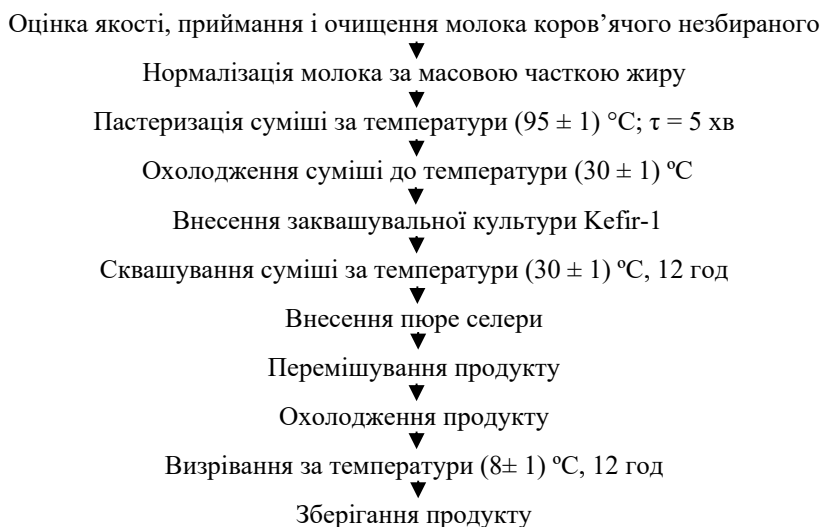 Оцінка якості, приймання і очищення молока коров’ячого незбираного
Нормалізація молока за масовою часткою жиру
Пастеризація суміші за температури (95 ± 1) °С; τ = 5 хв
Охолодження суміші до температури (30 ± 1) ºС
Внесення заквашувальної культури Kefir-1
Сквашування суміші за температури (30 ± 1) ºС, 12 год
Внесення пюре селери
Перемішування продукту
Охолодження продукту
Визрівання за температури (8± 1) ºС, 12 год
Зберігання продукту